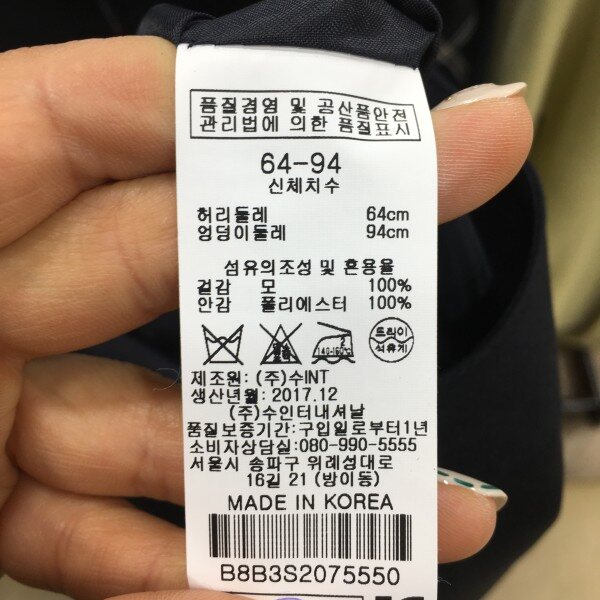 품질경영 및 공산품안전
관리법에 의한 품질표시
64-94
신체치수
허리둘레 64cm
엉덩이둘레 94cm
섬유의조성 및 혼용율
겉감 모 100%
안감 폴리에스터 100%
140-160℃ 2 드라이
석유계
제조원: (주)수INT
생산년월: 2017.12
(주)수인터내셔날
품질보증기간:구입일로부터1년
소비자상담실:080-990-5555
서울시 송파구 위례성대로
16길 21 (방이동)
MADE IN KOREA
B8B3S2075550